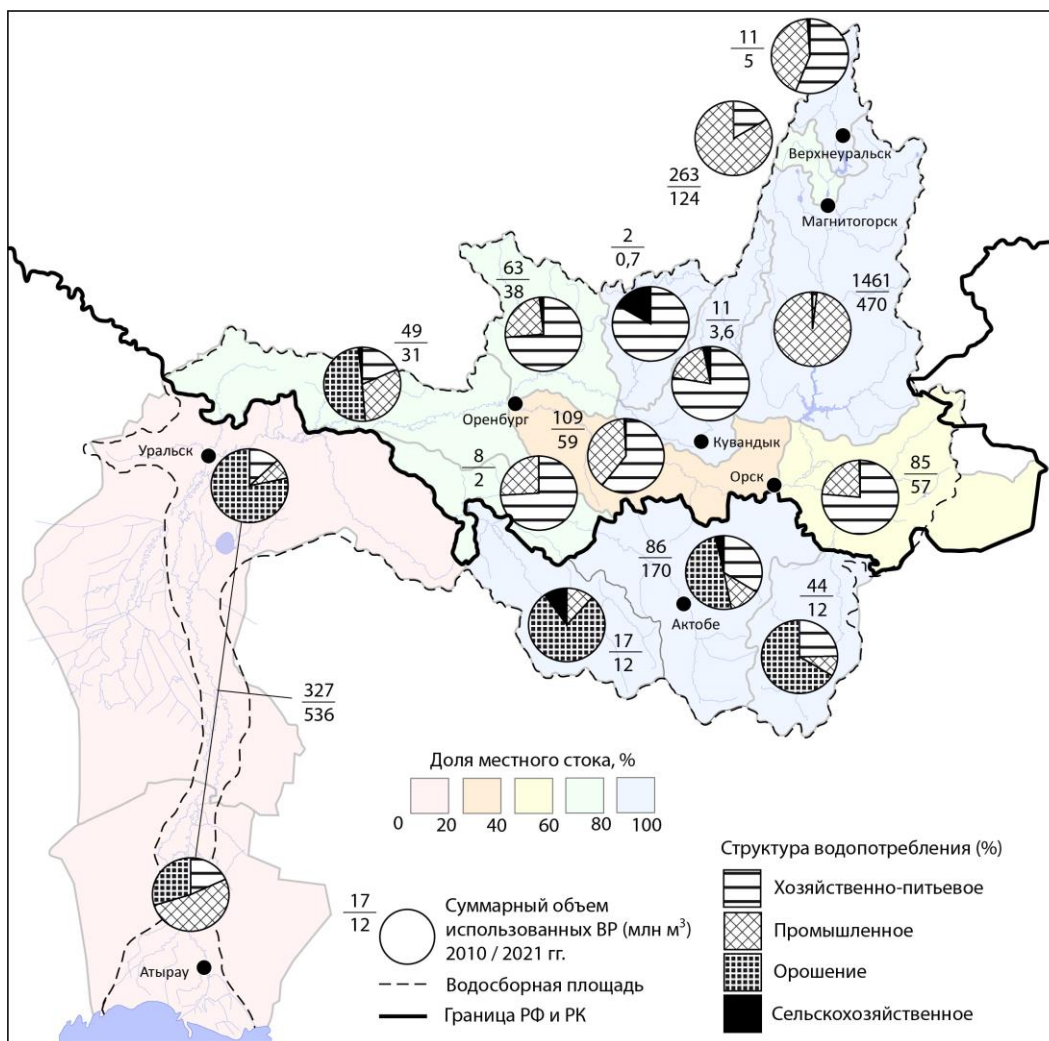 11
5
Верхнеуральск
263
124
Магнитогорск
2
0,7
63
38
11
3,6
1461
470
49
31
Оренбург
109
59
Кувандык
Уральск
8
2
Орск
85
57
86
170
44
12
Актобе
17
12
327
536
Доля местного стока, %
0 20 40 60 80 100
Структура водопотребления (%)
Хозяйственно-питьевое
Промышленное
Орошение
Сельскохозяйственное
17
12
Суммарный объем
использованных ВР (млн м³)
2010 / 2021 гг.
Водосборная площадь
Граница РФ и РК
Атырау